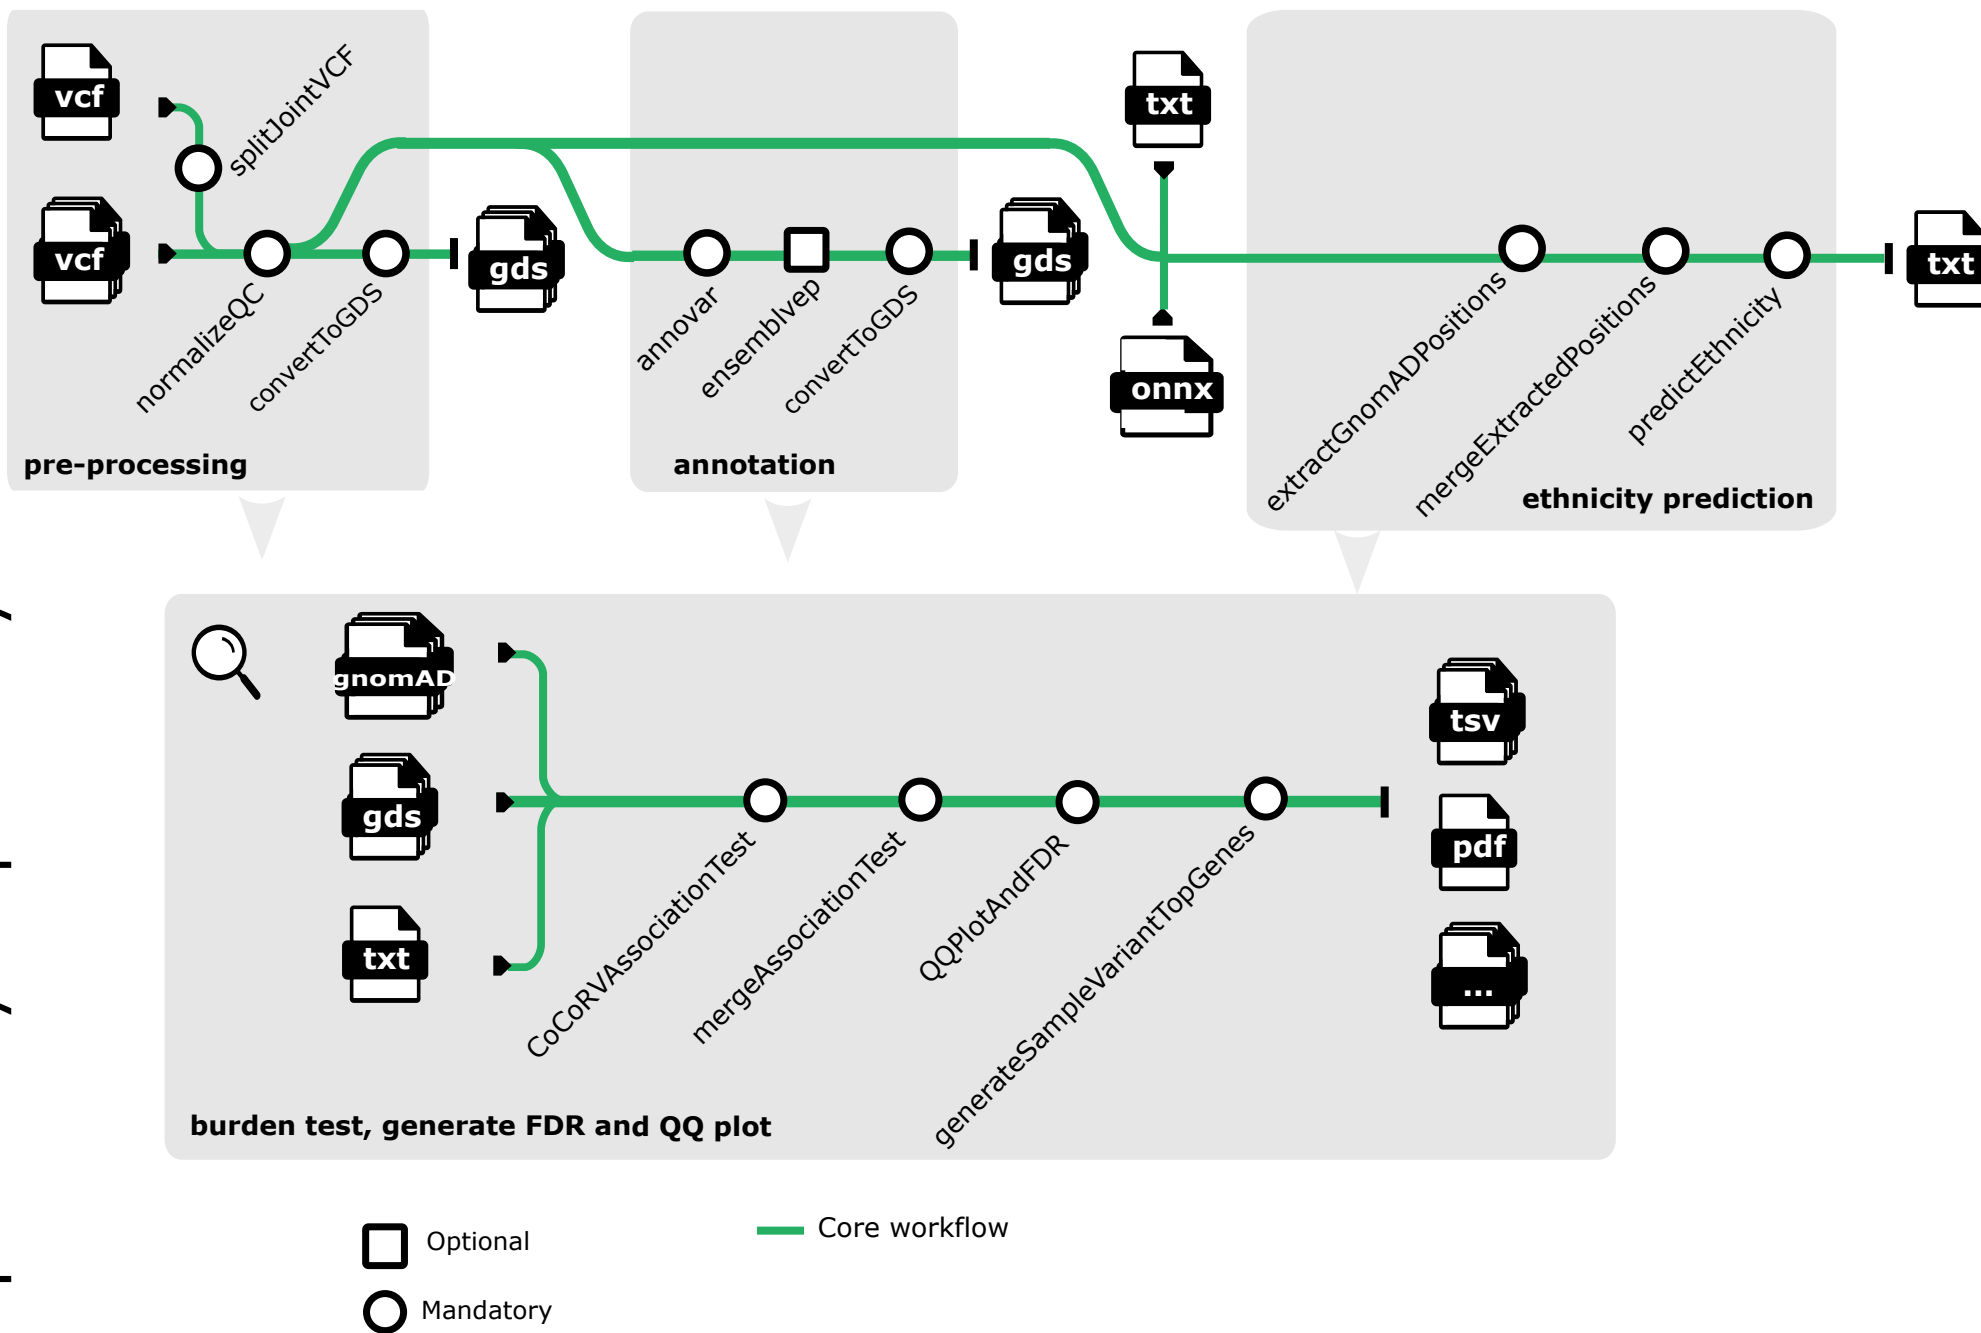 vcf
splitJointVCF
vcf
normalizeQC
convertToGDS
gds
pre-processing
annovar
ensemblvep
convertToGDS
gds
annotation
txt
onnx
extractGnomADPositions
mergeExtractedPositions
predictEthnicity
txt
ethnicity prediction
gnomAD
gds
txt
CoCoRVAssociationTest
mergeAssociationTest
QQPlotAndFDR
generateSampleVariantTopGenes
tsv
pdf
...
burden test, generate FDR and QQ plot
Optional
Core workflow
Mandatory